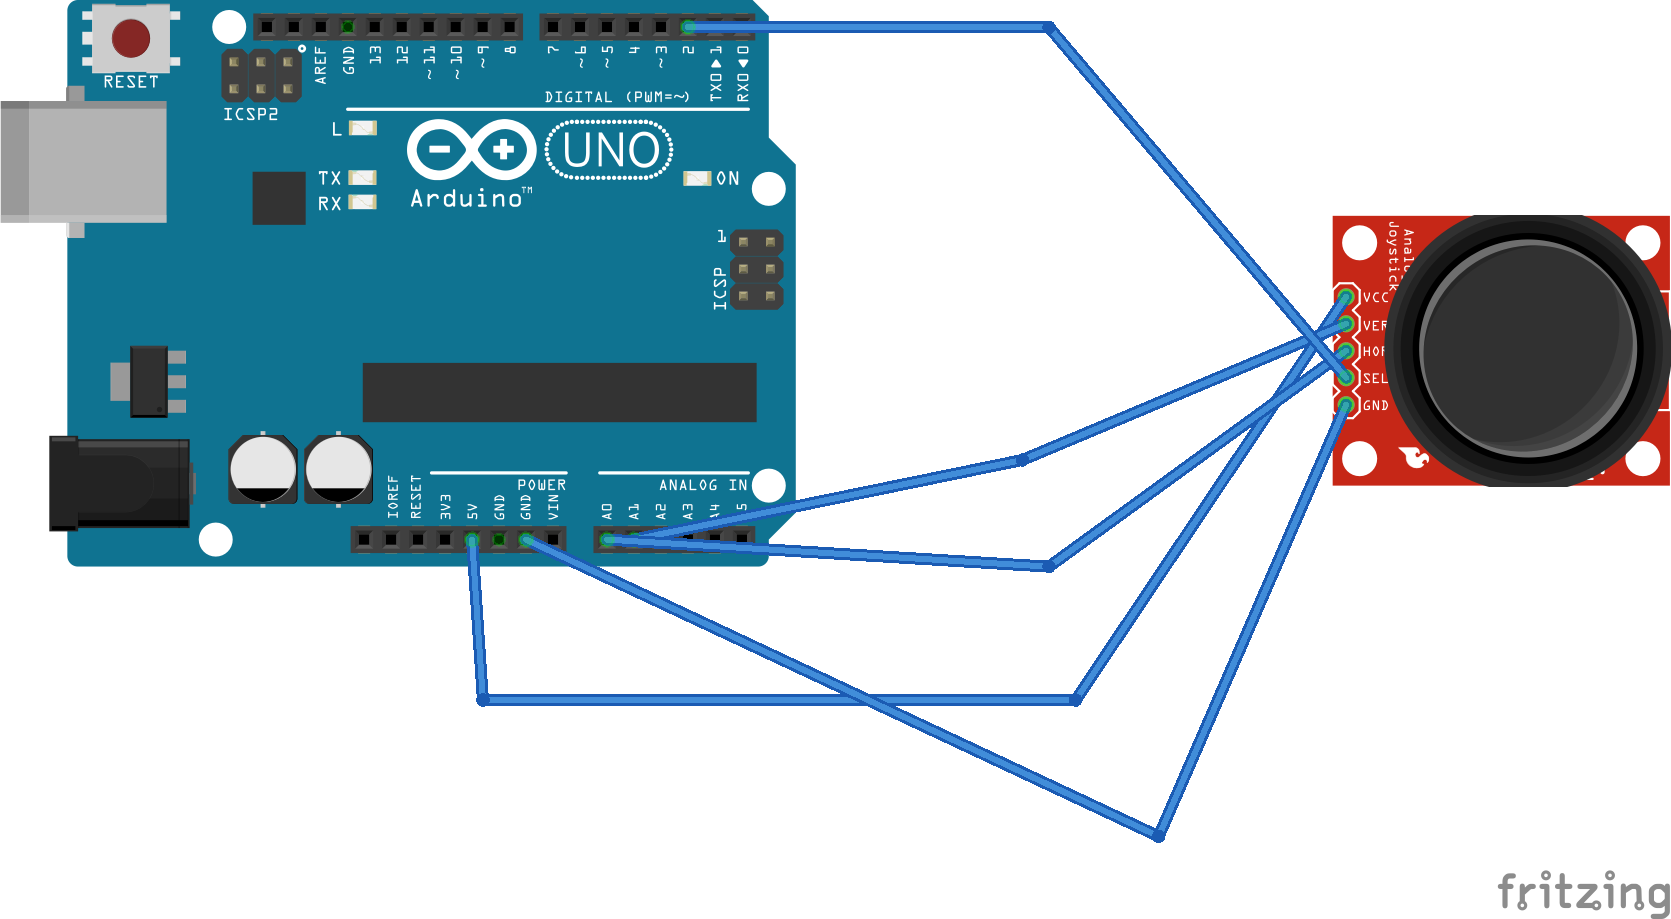 RESET
ICSP2
AREF
GND
13
12
~11
~10
~9
8
7
~6
~5
4
~3
2
TX0▶1
RX0◀0
DIGITAL (PWM=~)
L
TX
RX
Arduino™
UNO
ON
1
ICSP
Analo
Joystick
VCC
VER
HOR
SEL
GND
POWER
ANALOG IN
IOREF
RESET
3V3
5V
GND
GND
VIN
A0
A1
A2
A3
A4
5
fritzing